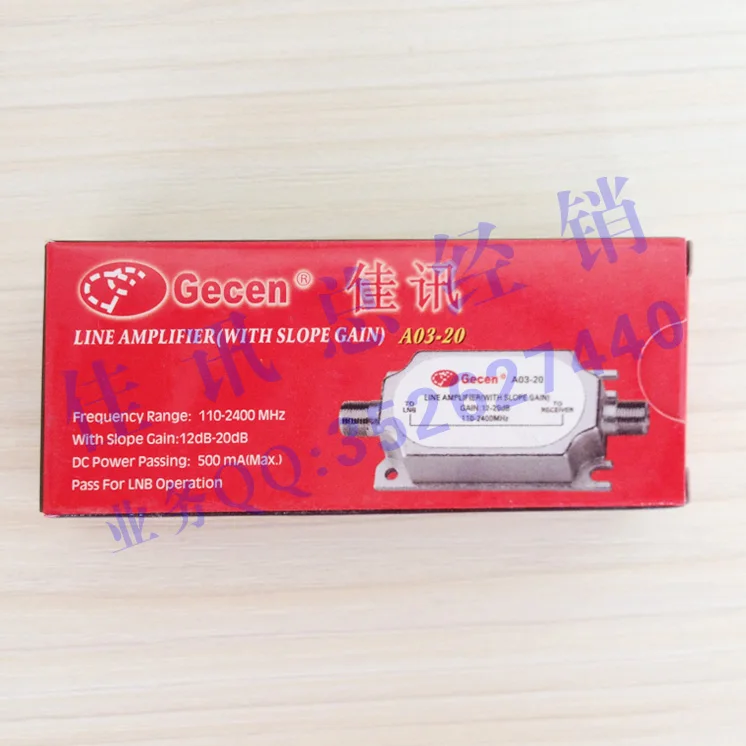 Gecen® 佳讯
LINE AMPLIFIER(WITH SLOPE GAIN) A03-20
Frequency Range: 110-2400 MHz
With Slope Gain:12dB-20dB
DC Power Passing: 500 mA(Max.)
Pass For LNB Operation
Gecen® A03-20
LINE AMPLIFIER(WITH SLOPE GAIN)
TO LNB
GAIN:12-20dB
TO RECEIVER
110-2400MHz
佳讯总经销
业务QQ:352627440